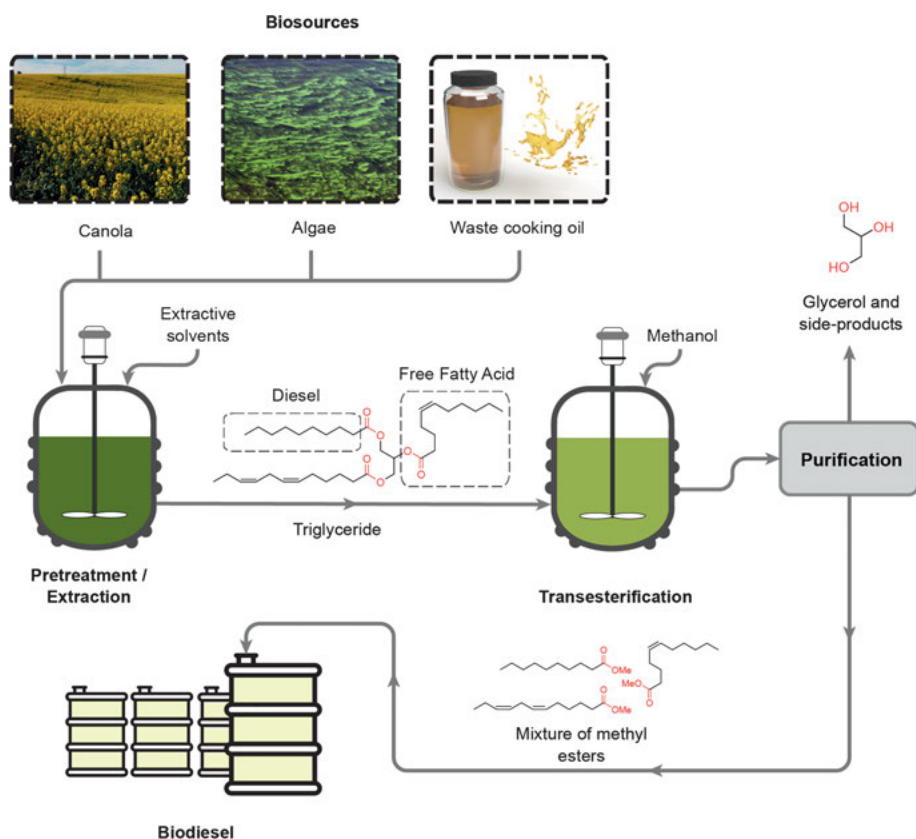 Biosources
Canola
Algae
Waste cooking oil
OH
OH
HO
Glycerol and
side-products
Extractive
solvents
Methanol
Free Fatty Acid
Diesel
O
O
O
O
O
O
Triglyceride
Purification
Pretreatment /
Extraction
Transesterification
O
OMe
MeO
O
O
OMe
Mixture of methyl
esters
Biodiesel